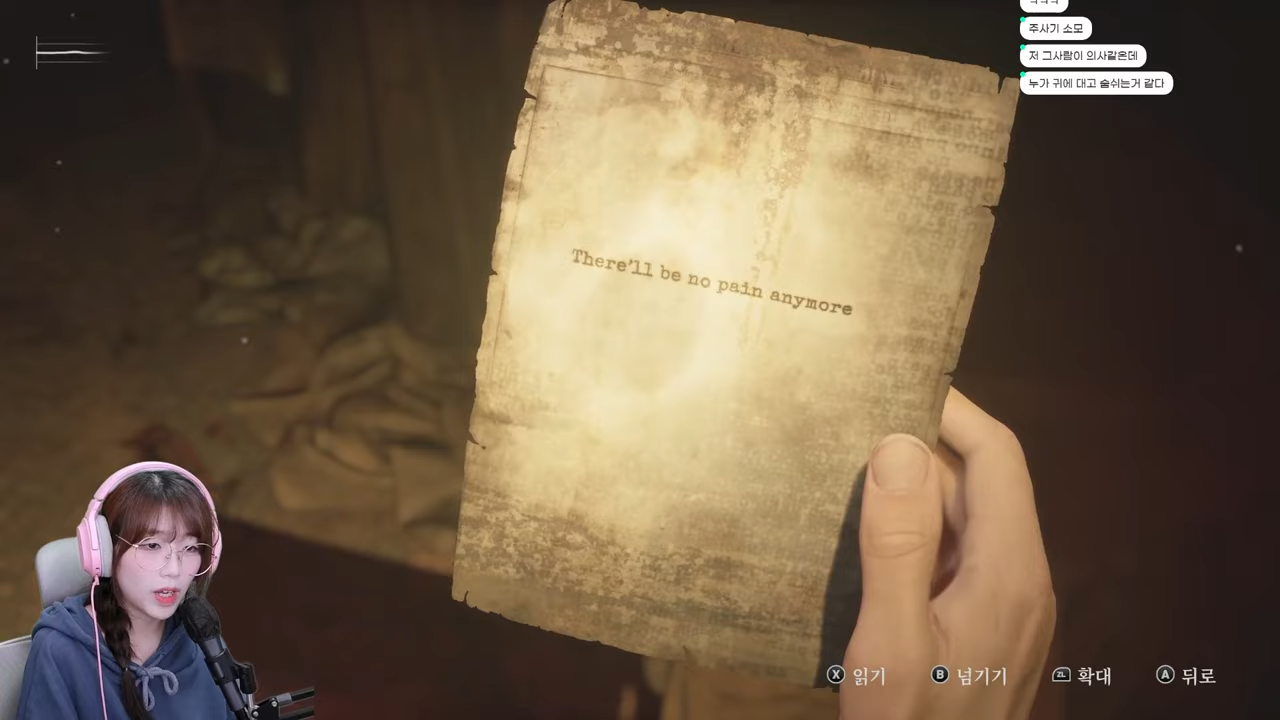 주사기 소모
저 그사람이 의사같은데
누가 귀에 대고 숨쉬는거 같다
There'll be no pain anymore
X 읽기
B 넘기기
ZL 확대
A 뒤로